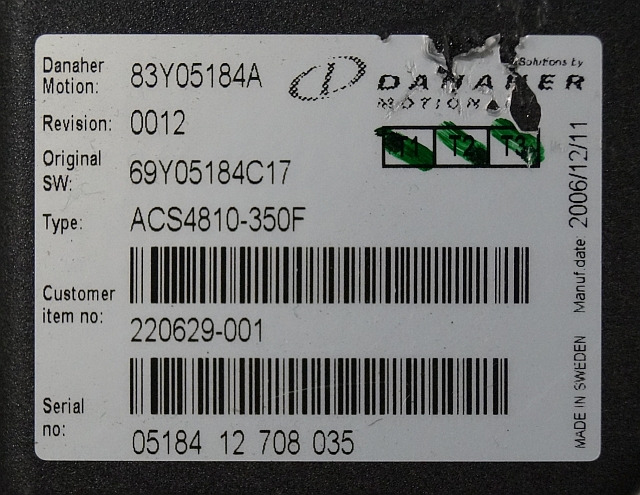 Danaher Motion: 83Y05184A
Solutions by
DANAHER
MOTION
Revision: 0012
T1 T2 T3
Original SW: 69Y05184C17
Type: ACS4810-350F
Customer item no: 220629-001
Serial no: 05184 12 708 035
MADE IN SWEDEN Manuf date: 2006/12/11